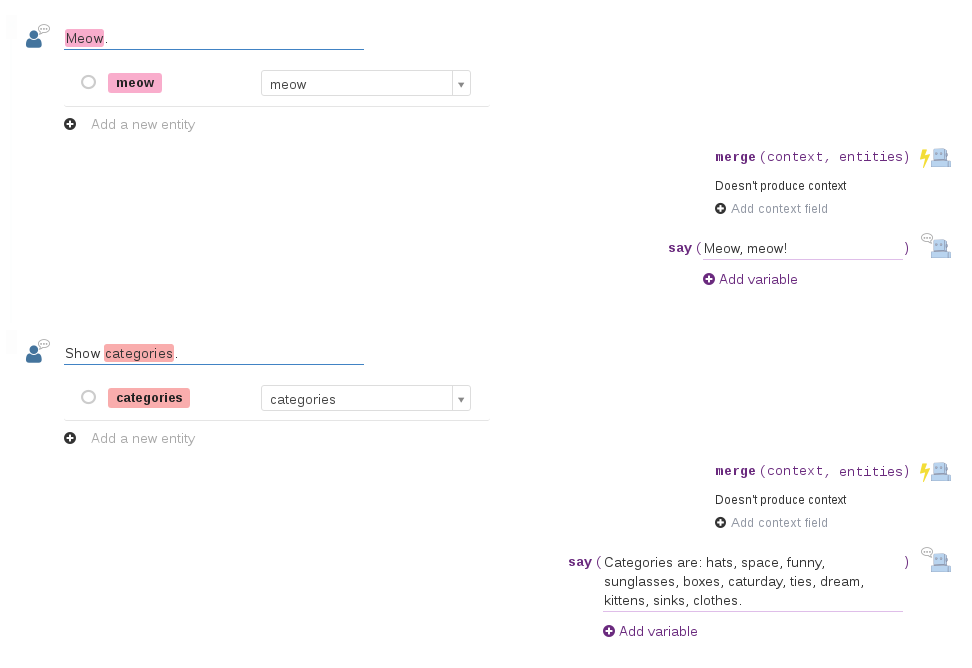 Meow.
meow meow
Add a new entity
merge(context, entities)
Doesn't produce context
Add context field
say (Meow, meow! )
Add variable
Show categories.
categories categories
Add a new entity
merge(context, entities)
Doesn't produce context
Add context field
say (Categories are: hats, space, funny, )
sunglasses, boxes, caturday, ties, dream,
kittens, sinks, clothes.
Add variable